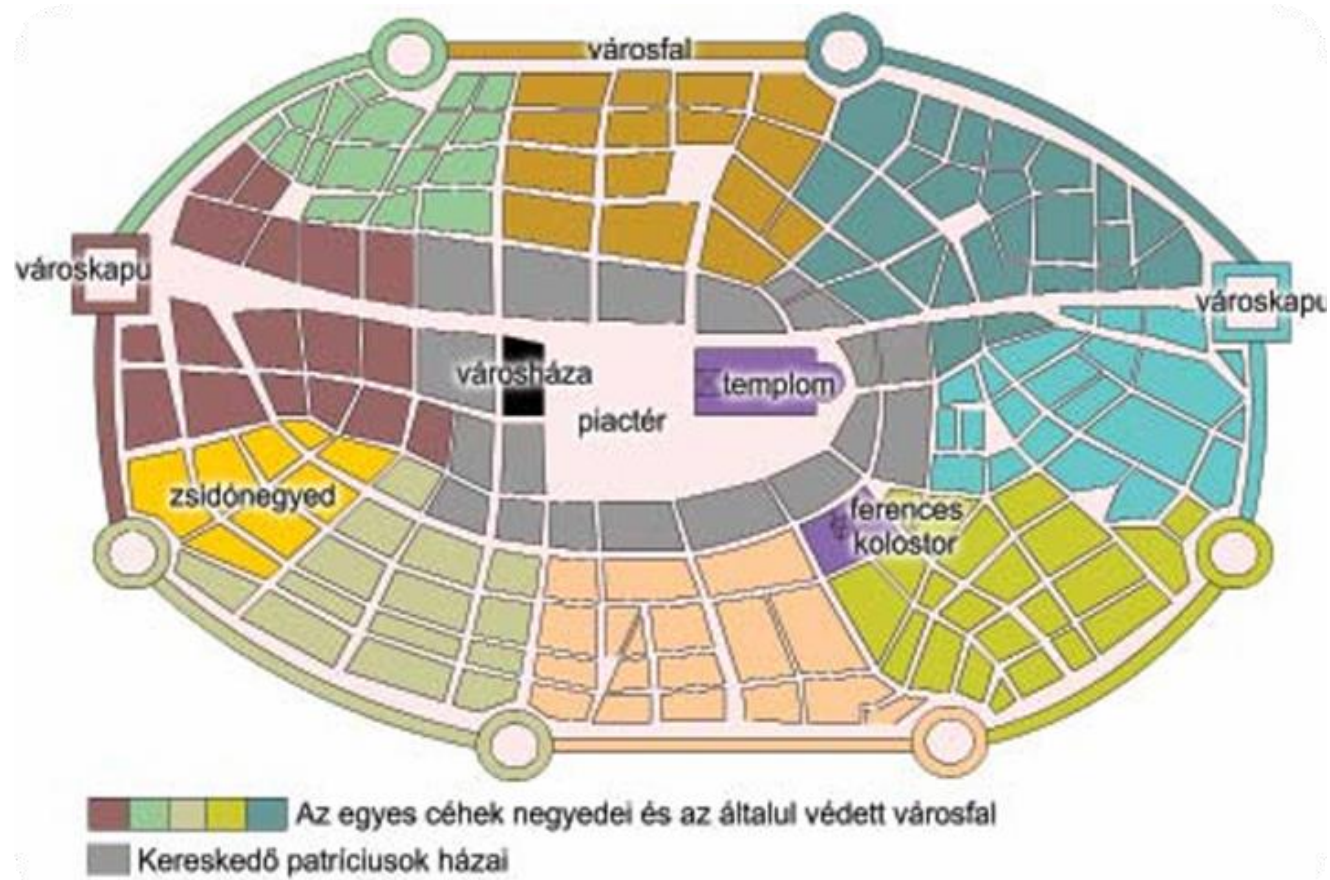 városfal
városkapu
városkapu
városháza
templom
piactér
zsidónegyed
ferences
kolostor
Az egyes céhek negyedei és az általul védett városfal
Kereskedő patríciusok házai